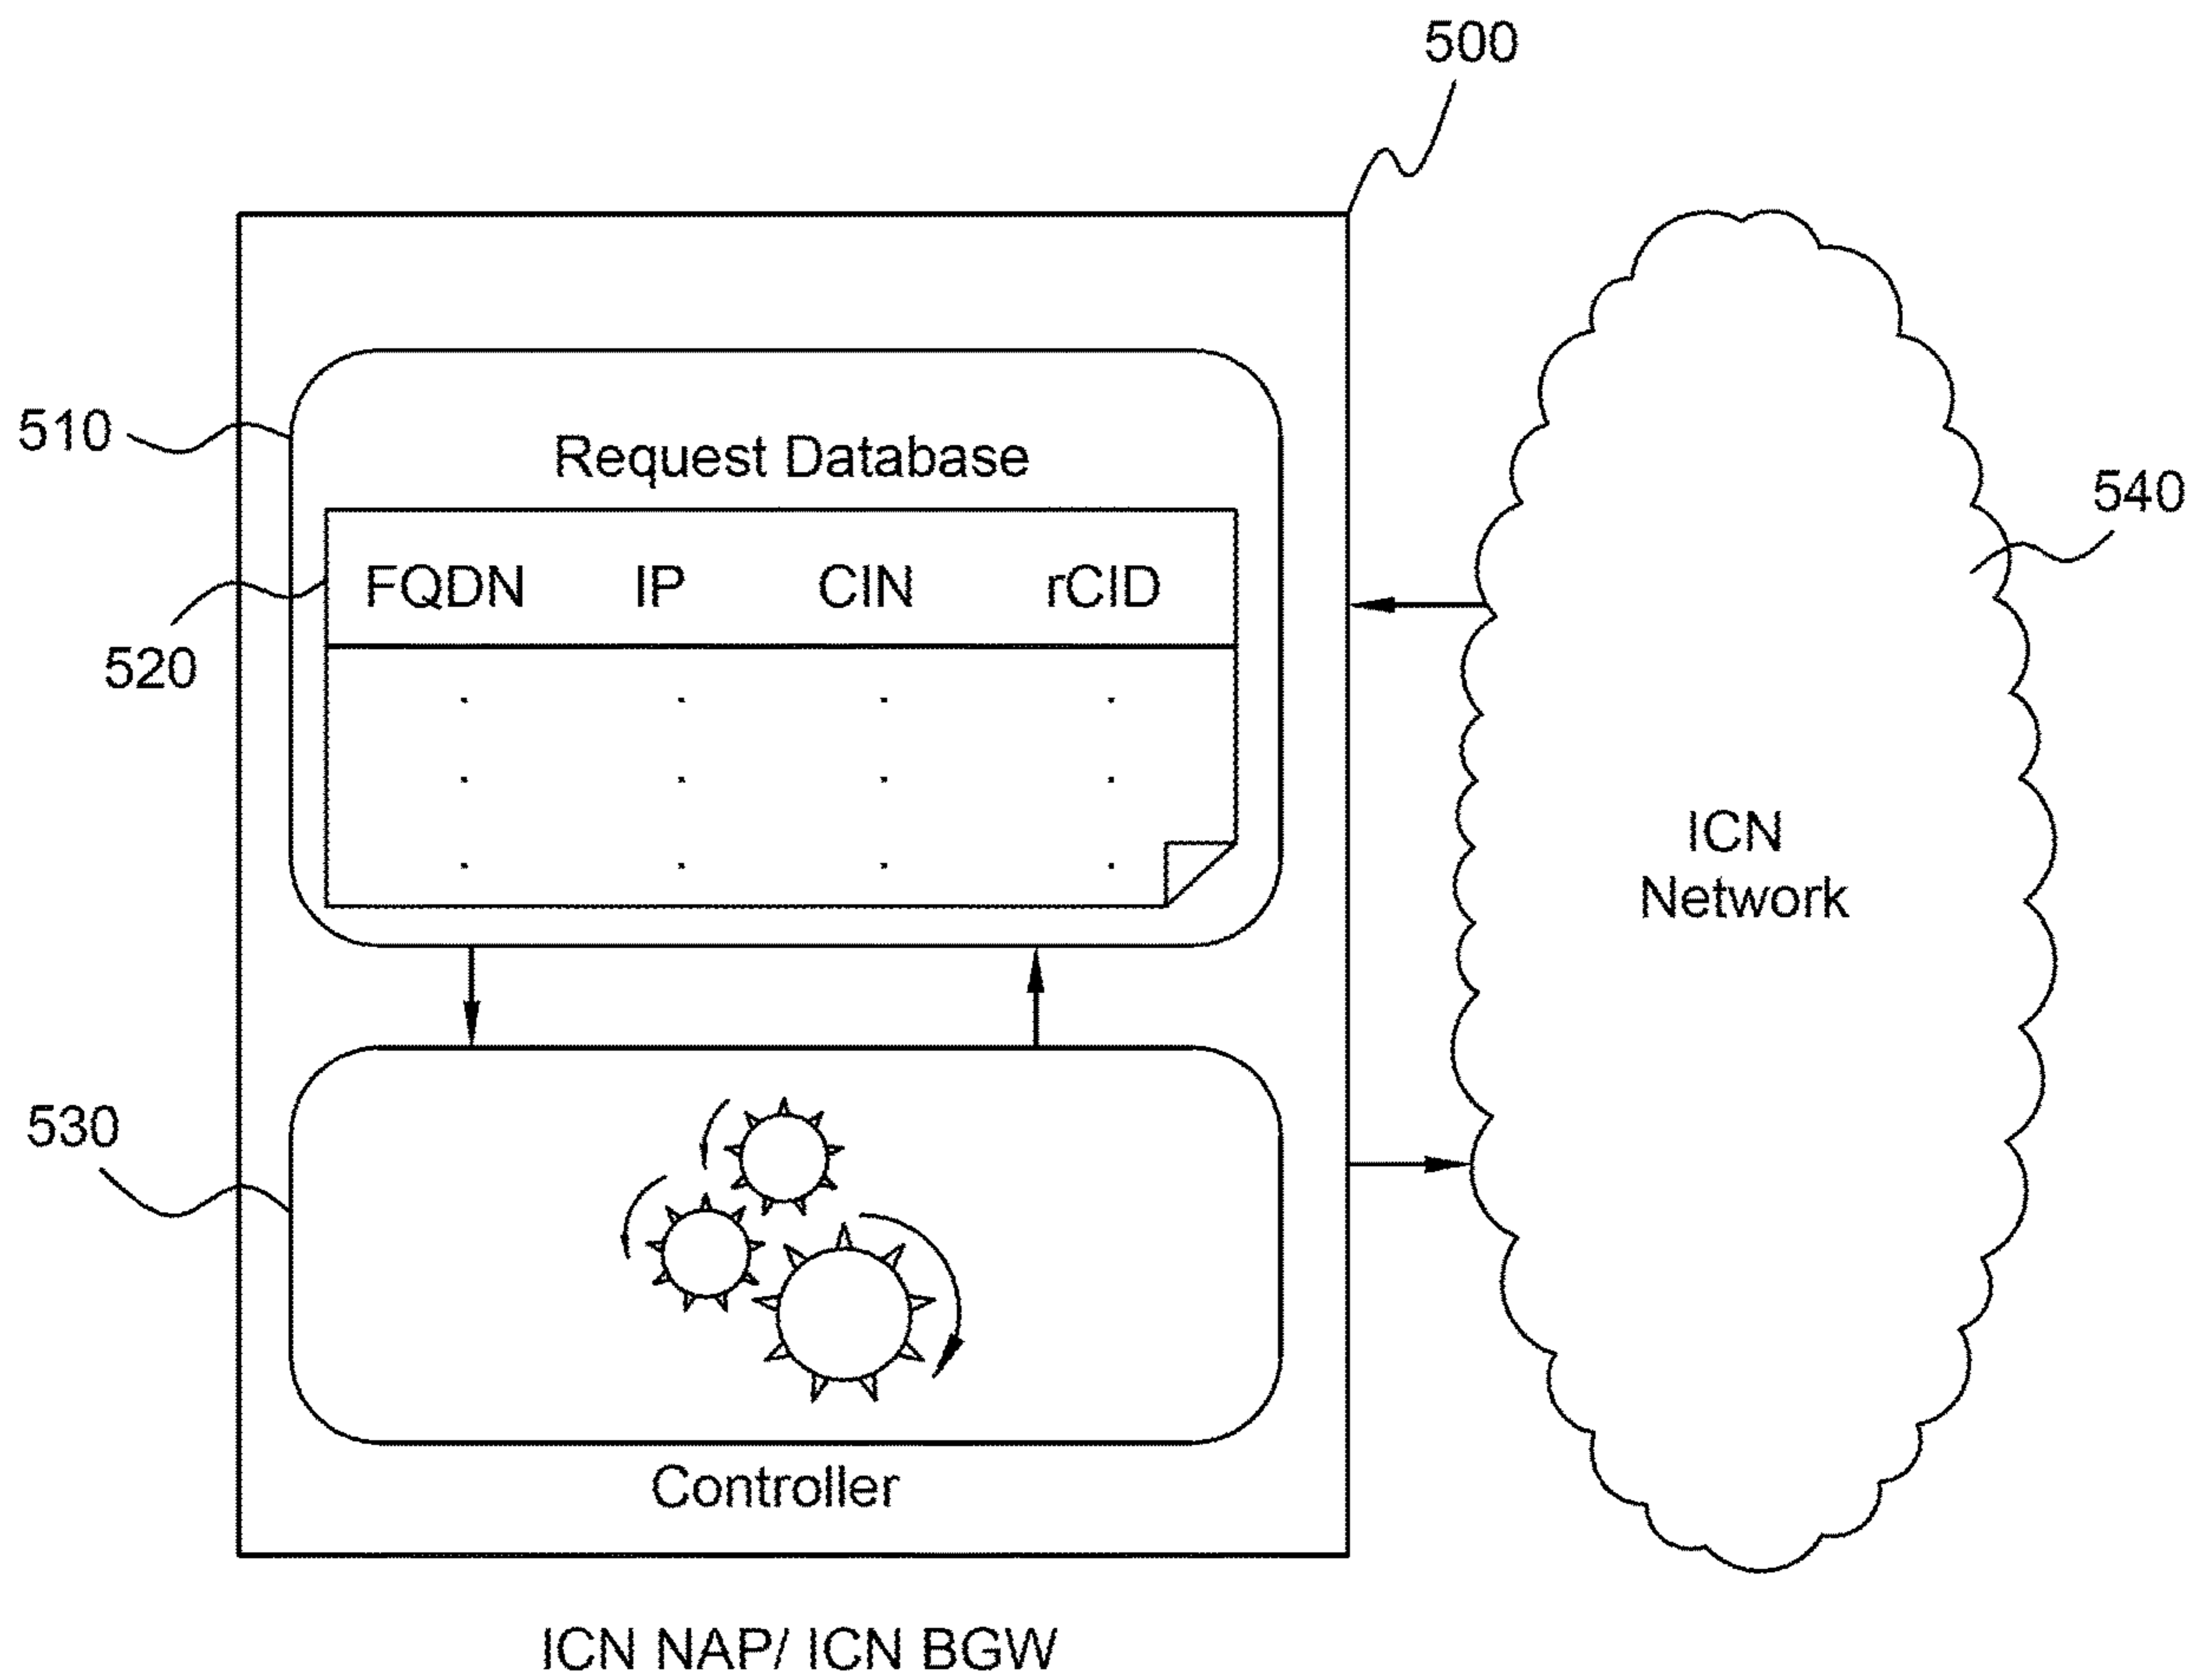 500
510
Request Database
540
FQDN IP CIN rCID
520
ICN
Network
530
Controller
ICN NAP/ ICN BGW